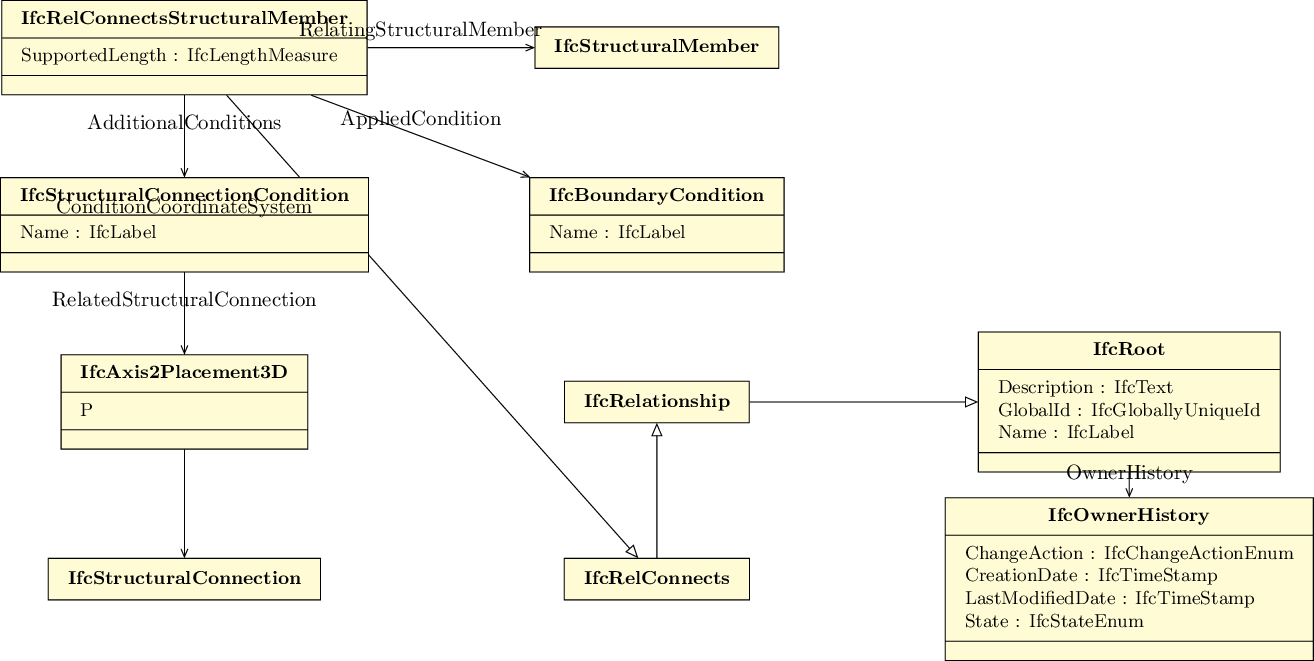 IfcRelConnectsStructuralMember
SupportedLength : IfcLengthMeasure
RelatingStructuralMember
IfcStructuralMember
AdditionalConditions
AppliedCondition
IfcStructuralConnectionCondition
ConditionCoordinateSystem
Name : IfcLabel
IfcBoundaryCondition
Name : IfcLabel
RelatedStructuralConnection
IfcAxis2Placement3D
P
IfcStructuralConnection
IfcRelationship
IfcRelConnects
IfcRoot
Description : IfcText
GlobalId : IfcGloballyUniqueId
Name : IfcLabel
OwnerHistory
IfcOwnerHistory
ChangeAction : IfcChangeActionEnum
CreationDate : IfcTimeStamp
LastModifiedDate : IfcTimeStamp
State : IfcStateEnum